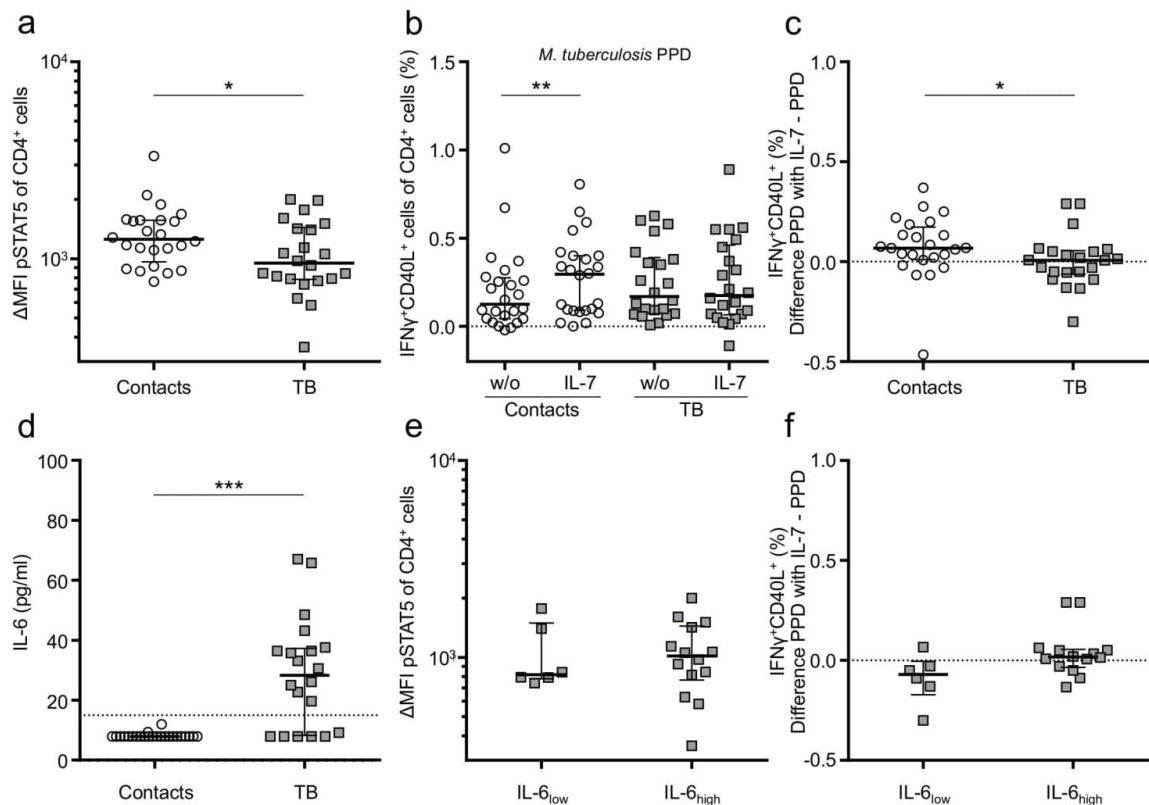 a
ΔMFI pSTAT5 of CD4⁺ cells
10⁴
10³
*
Contacts
TB
b
M. tuberculosis PPD
IFNγ⁺CD40L⁺ cells of CD4⁺ cells (%)
1.5
1.0
0.5
0.0
**
w/o
IL-7
w/o
IL-7
Contacts
TB
c
IFNγ⁺CD40L⁺ (%)
Difference PPD with IL-7 - PPD
1.0
0.5
0.0
-0.5
*
Contacts
TB
d
IL-6 (pg/ml)
100
80
60
40
20
0
***
Contacts
TB
e
ΔMFI pSTAT5 of CD4⁺ cells
10⁴
10³
IL-6low
IL-6high
f
IFNγ⁺CD40L⁺ (%)
Difference PPD with IL-7 - PPD
1.0
0.5
0.0
-0.5
IL-6low
IL-6high